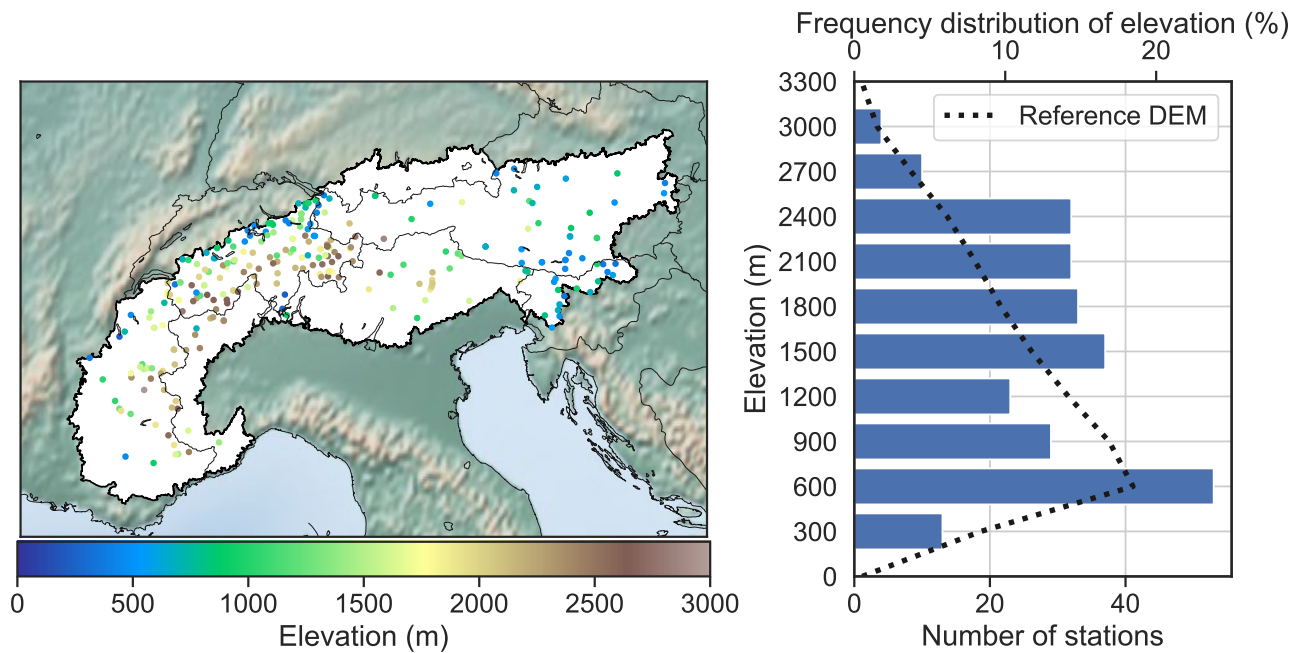 Frequency distribution of elevation (%)
0 10 20
3300
3000
2700
2400
2100
1800
1500
1200
900
600
300
0
Elevation (m)
Reference DEM
0 20 40
Number of stations
0 500 1000 1500 2000 2500 3000
Elevation (m)